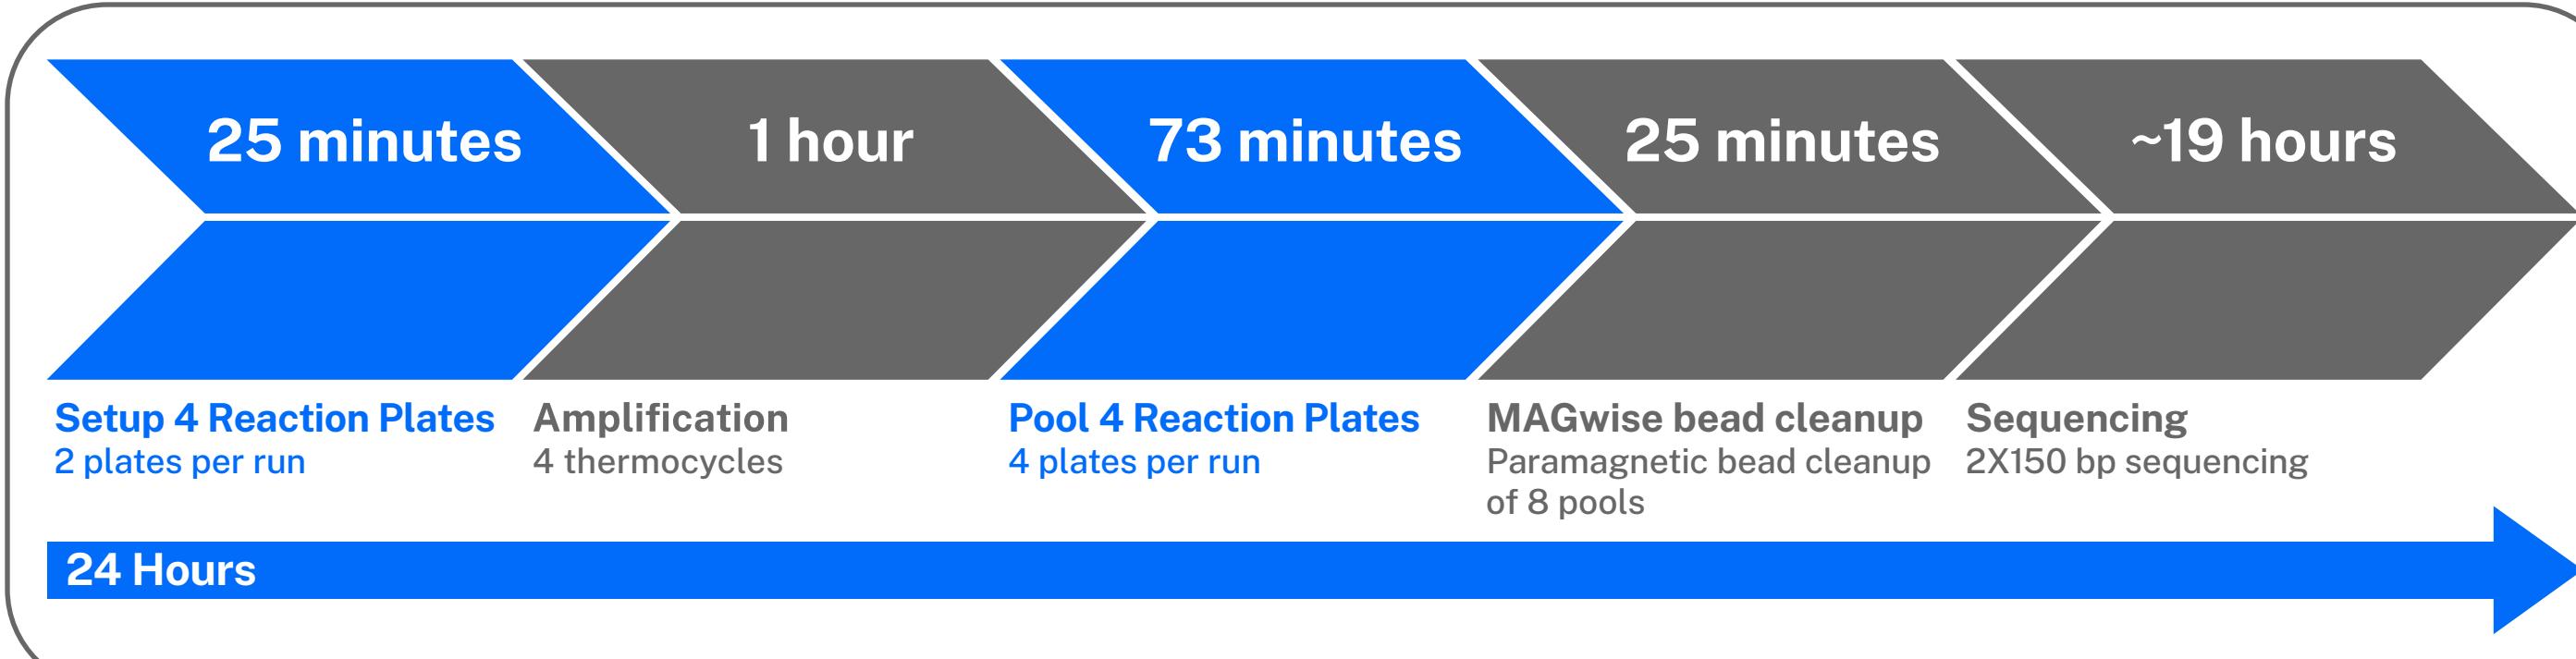 25 minutes
1 hour
73 minutes
25 minutes
~19 hours
Setup 4 Reaction Plates
2 plates per run
Amplification
4 thermocycles
Pool 4 Reaction Plates
4 plates per run
MAGwise bead cleanup
Paramagnetic bead cleanup
of 8 pools
Sequencing
2X150 bp sequencing
24 Hours